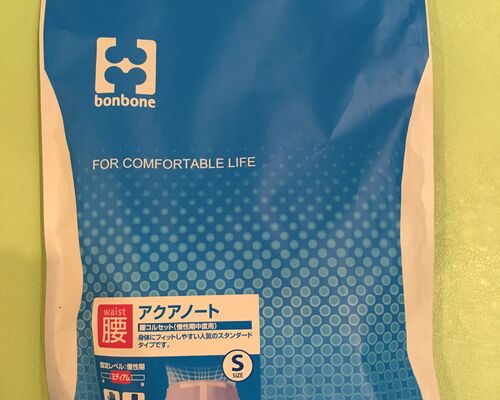 bonbone
FOR COMFORTABLE LIFE
waist
腰
アクアノート
腰コルセット(慢性期中度用)
身体にフィットしやすい人気のスタンダード
タイプです。
固定レベル:慢性期
ミディアム
S
SIZE